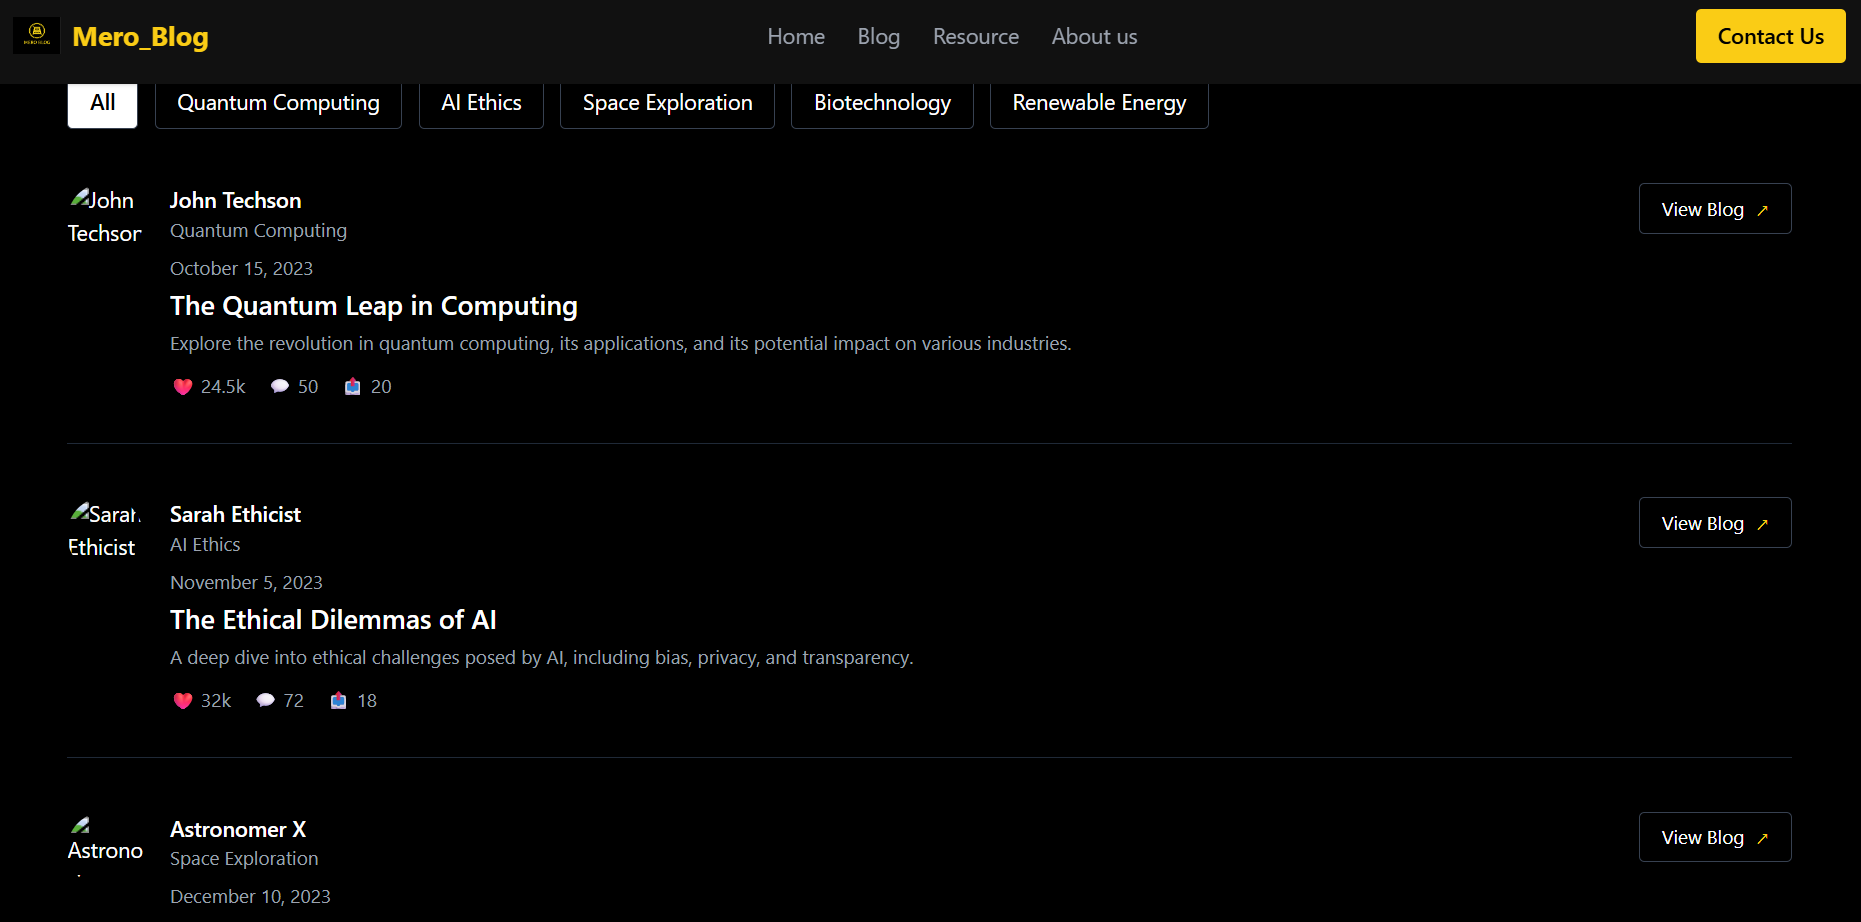 MERO BLOG
Mero_Blog
Home
Blog
Resource
About us
Contact Us
All
Quantum Computing
AI Ethics
Space Exploration
Biotechnology
Renewable Energy
John
Techson
John Techson
Quantum Computing
View Blog ↗
October 15, 2023
The Quantum Leap in Computing
Explore the revolution in quantum computing, its applications, and its potential impact on various industries.
24.5k
50
20
Sarah
Ethicist
Sarah Ethicist
AI Ethics
View Blog ↗
November 5, 2023
The Ethical Dilemmas of AI
A deep dive into ethical challenges posed by AI, including bias, privacy, and transparency.
32k
72
18
Astrono
Astronomer X
Space Exploration
View Blog ↗
December 10, 2023